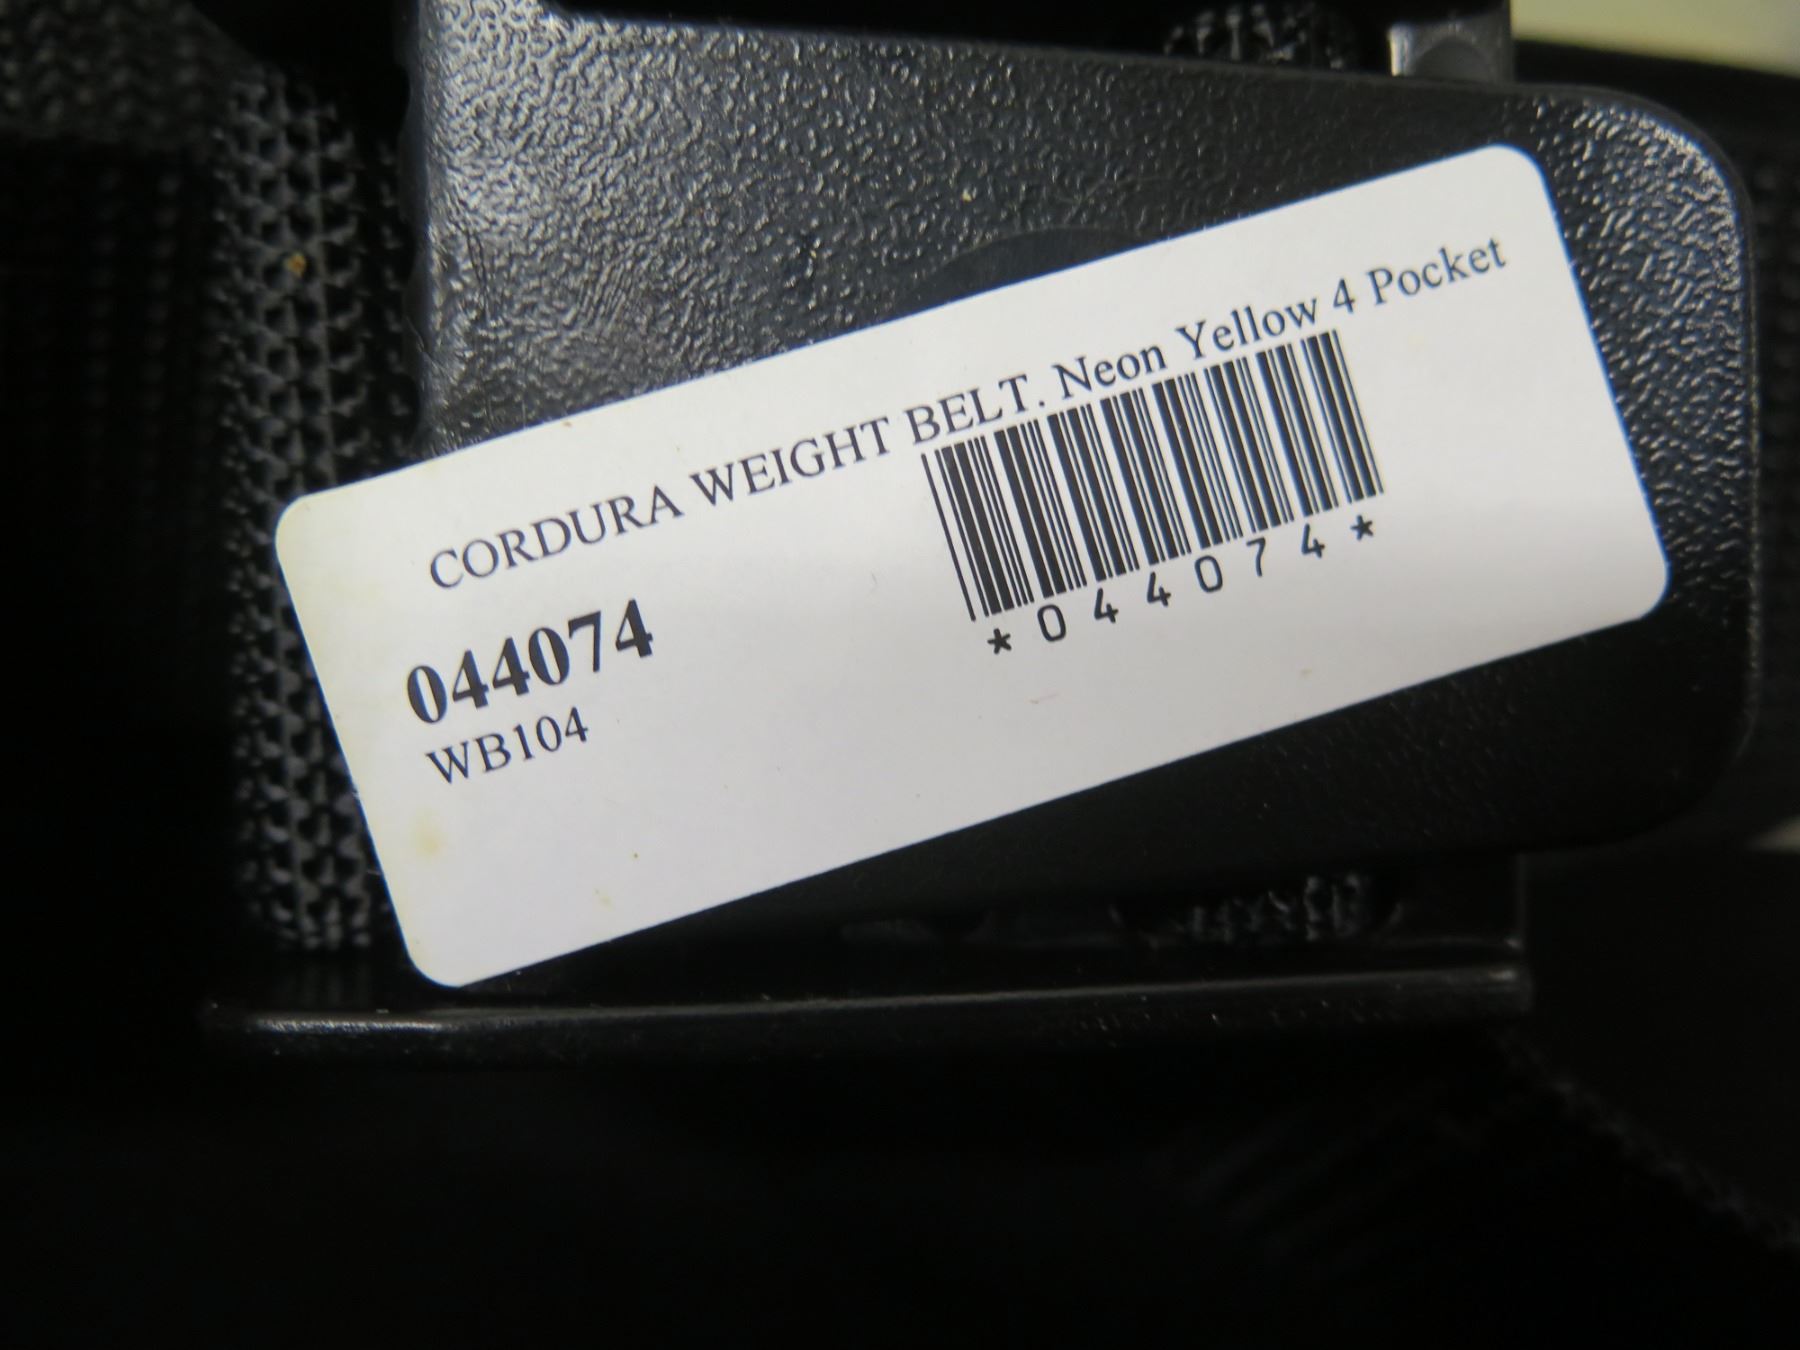 CORDURA WEIGHT BELT. Neon Yellow 4 Pocket
*044074*
044074
WB104